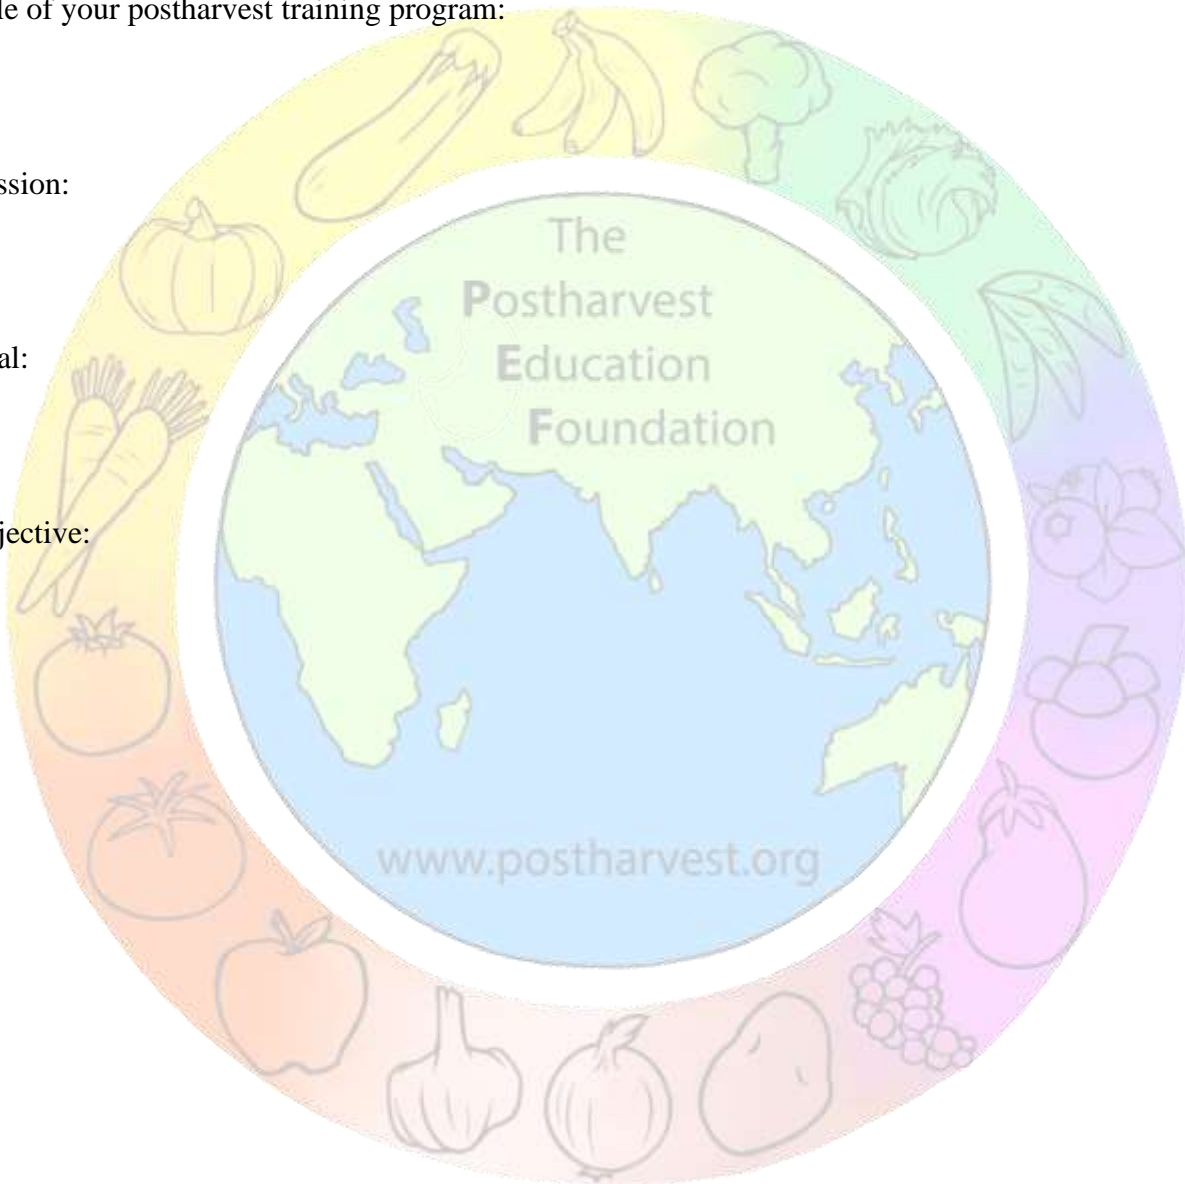 le of your postharvest training program:
ssion:
al:
jective:
The
Postharvest
Education
Foundation
www.postharvest.org